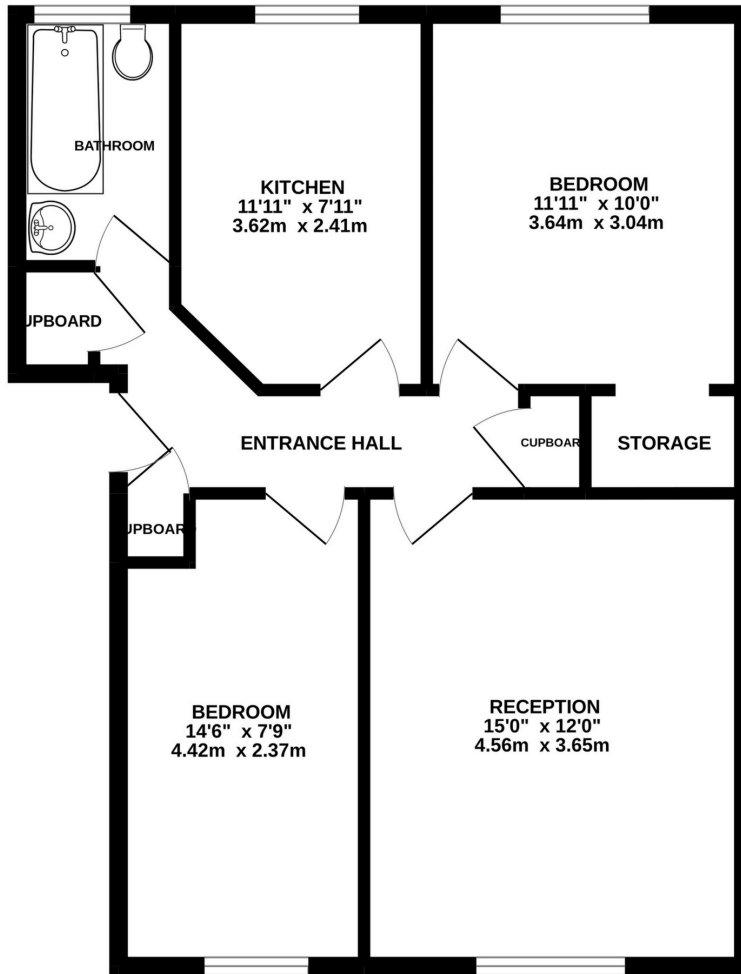 BATHROOM
KITCHEN
11'11" x 7'11"
3.62m x 2.41m
BEDROOM
11'11" x 10'0"
3.64m x 3.04m
UPBOARD
ENTRANCE HALL
CUPBOAR
STORAGE
UPBOARD
BEDROOM
14'6" x 7'9"
4.42m x 2.37m
RECEPTION
15'0" x 12'0"
4.56m x 3.65m